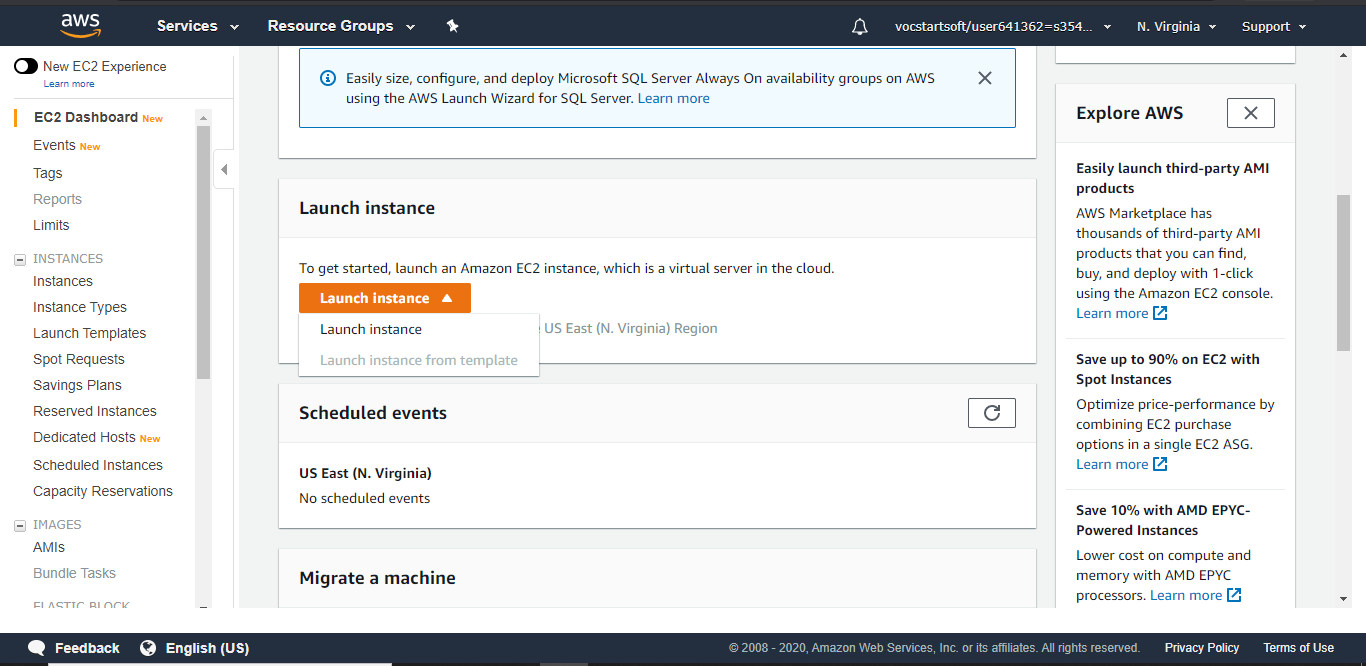 aws
Services
Resource Groups
vocstartsoft/user641362=s354...
N. Virginia
Support
New EC2 Experience
Learn more
EC2 Dashboard New
Events New
Tags
Reports
Limits
INSTANCES
Instances
Instance Types
Launch Templates
Spot Requests
Savings Plans
Reserved Instances
Dedicated Hosts New
Scheduled Instances
Capacity Reservations
IMAGES
AMIs
Bundle Tasks
ELASTIC BLOCK
Easily size, configure, and deploy Microsoft SQL Server Always On availability groups on AWS
using the AWS Launch Wizard for SQL Server. Learn more
Launch instance
To get started, launch an Amazon EC2 instance, which is a virtual server in the cloud.
Launch instance
Launch instance
US East (N. Virginia) Region
Launch instance from template
Scheduled events
US East (N. Virginia)
No scheduled events
Migrate a machine
Explore AWS
Easily launch third-party AMI
products
AWS Marketplace has
thousands of third-party AMI
products that you can find,
buy, and deploy with 1-click
using the Amazon EC2 console.
Learn more
Save up to 90% on EC2 with
Spot Instances
Optimize price-performance by
combining EC2 purchase
options in a single EC2 ASG.
Learn more
Save 10% with AMD EPYC-
Powered Instances
Lower cost on compute and
memory with AMD EPYC
processors. Learn more
Feedback
English (US)
© 2008 - 2020, Amazon Web Services, Inc. or its affiliates. All rights reserved.
Privacy Policy
Terms of Use